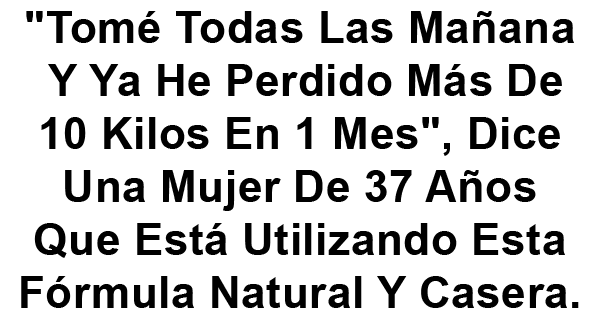 "Tomé Todas Las Mañana
Y Ya He Perdido Más De
10 Kilos En 1 Mes", Dice
Una Mujer De 37 Años
Que Está Utilizando Esta
Fórmula Natural Y Casera.